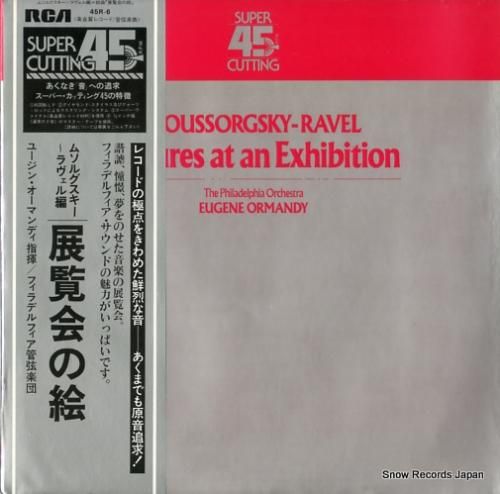 RCA
45R-6
SUPER
45
CUTTING
あくなき「音」への追求
スーパー・カッティング45の特徴
レコードの極点をきわめた鮮烈な音——あくまでも原音追求!
諧謔、憧憬、夢をのせた音楽の展覧会。
フィラデルフィア・サウンドの魅力がいっぱいです。
ムソルグスキー
〜ラヴェル編
展覧会の絵
ユージン・オーマンディ指揮/フィラデルフィア管弦楽団
SUPER
45
CUTTING
OUSSORGSKY-RAVEL
res at an Exhibition
The Philadelphia Orchestra
EUGENE ORMANDY
Snow Records Japan